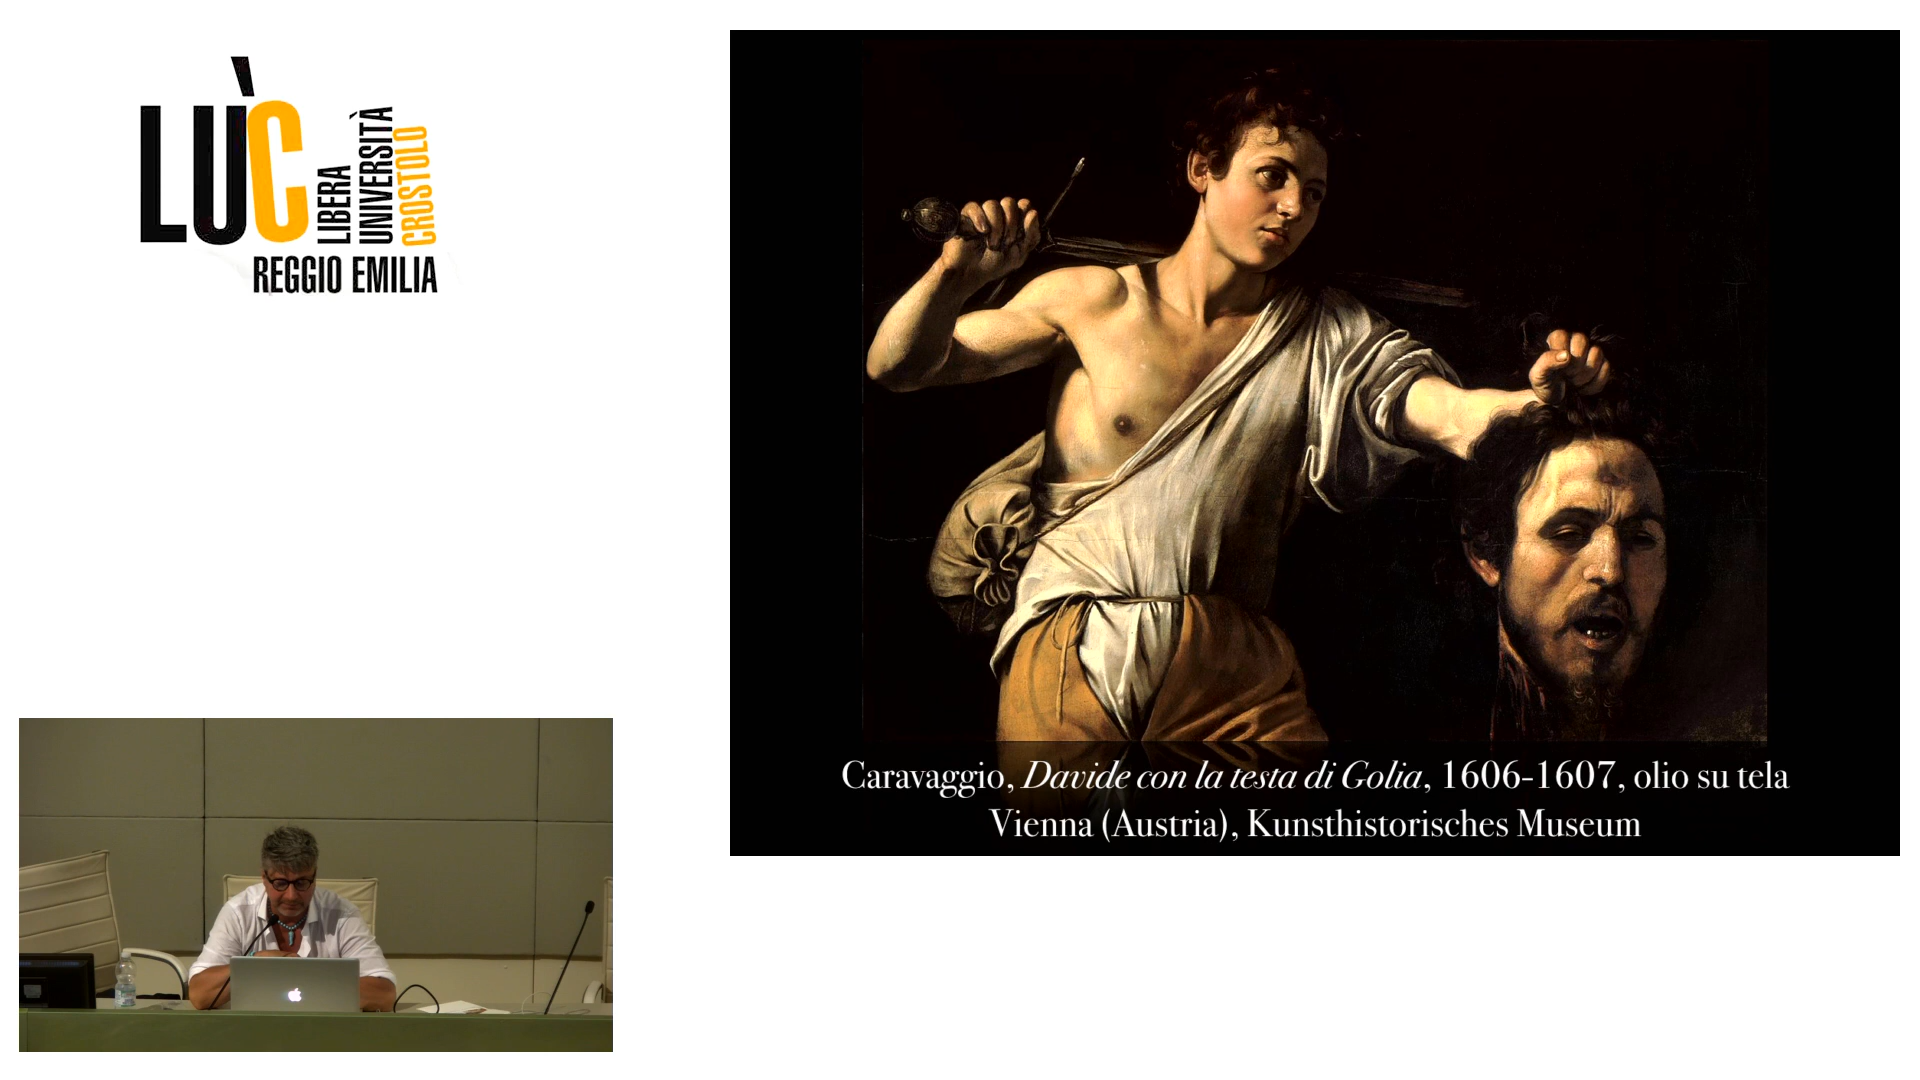 LÙC
LIBERA
UNIVERSITÀ
CROSTOLO
REGGIO EMILIA
Caravaggio, Davide con la testa di Golia, 1606-1607, olio su tela
Vienna (Austria), Kunsthistorisches Museum